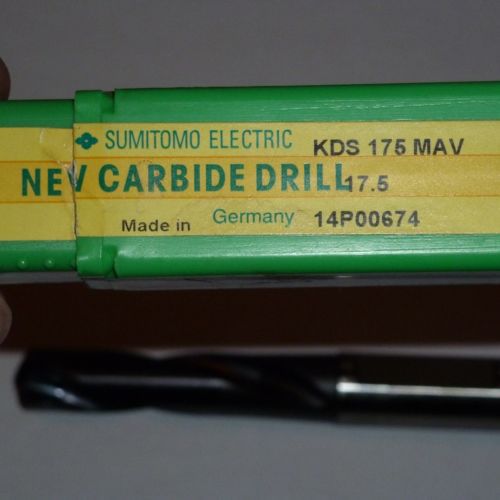 SUMITOMO ELECTRIC KDS 175 MAV
NEW CARBIDE DRILL 17.5
Made in Germany 14P00674